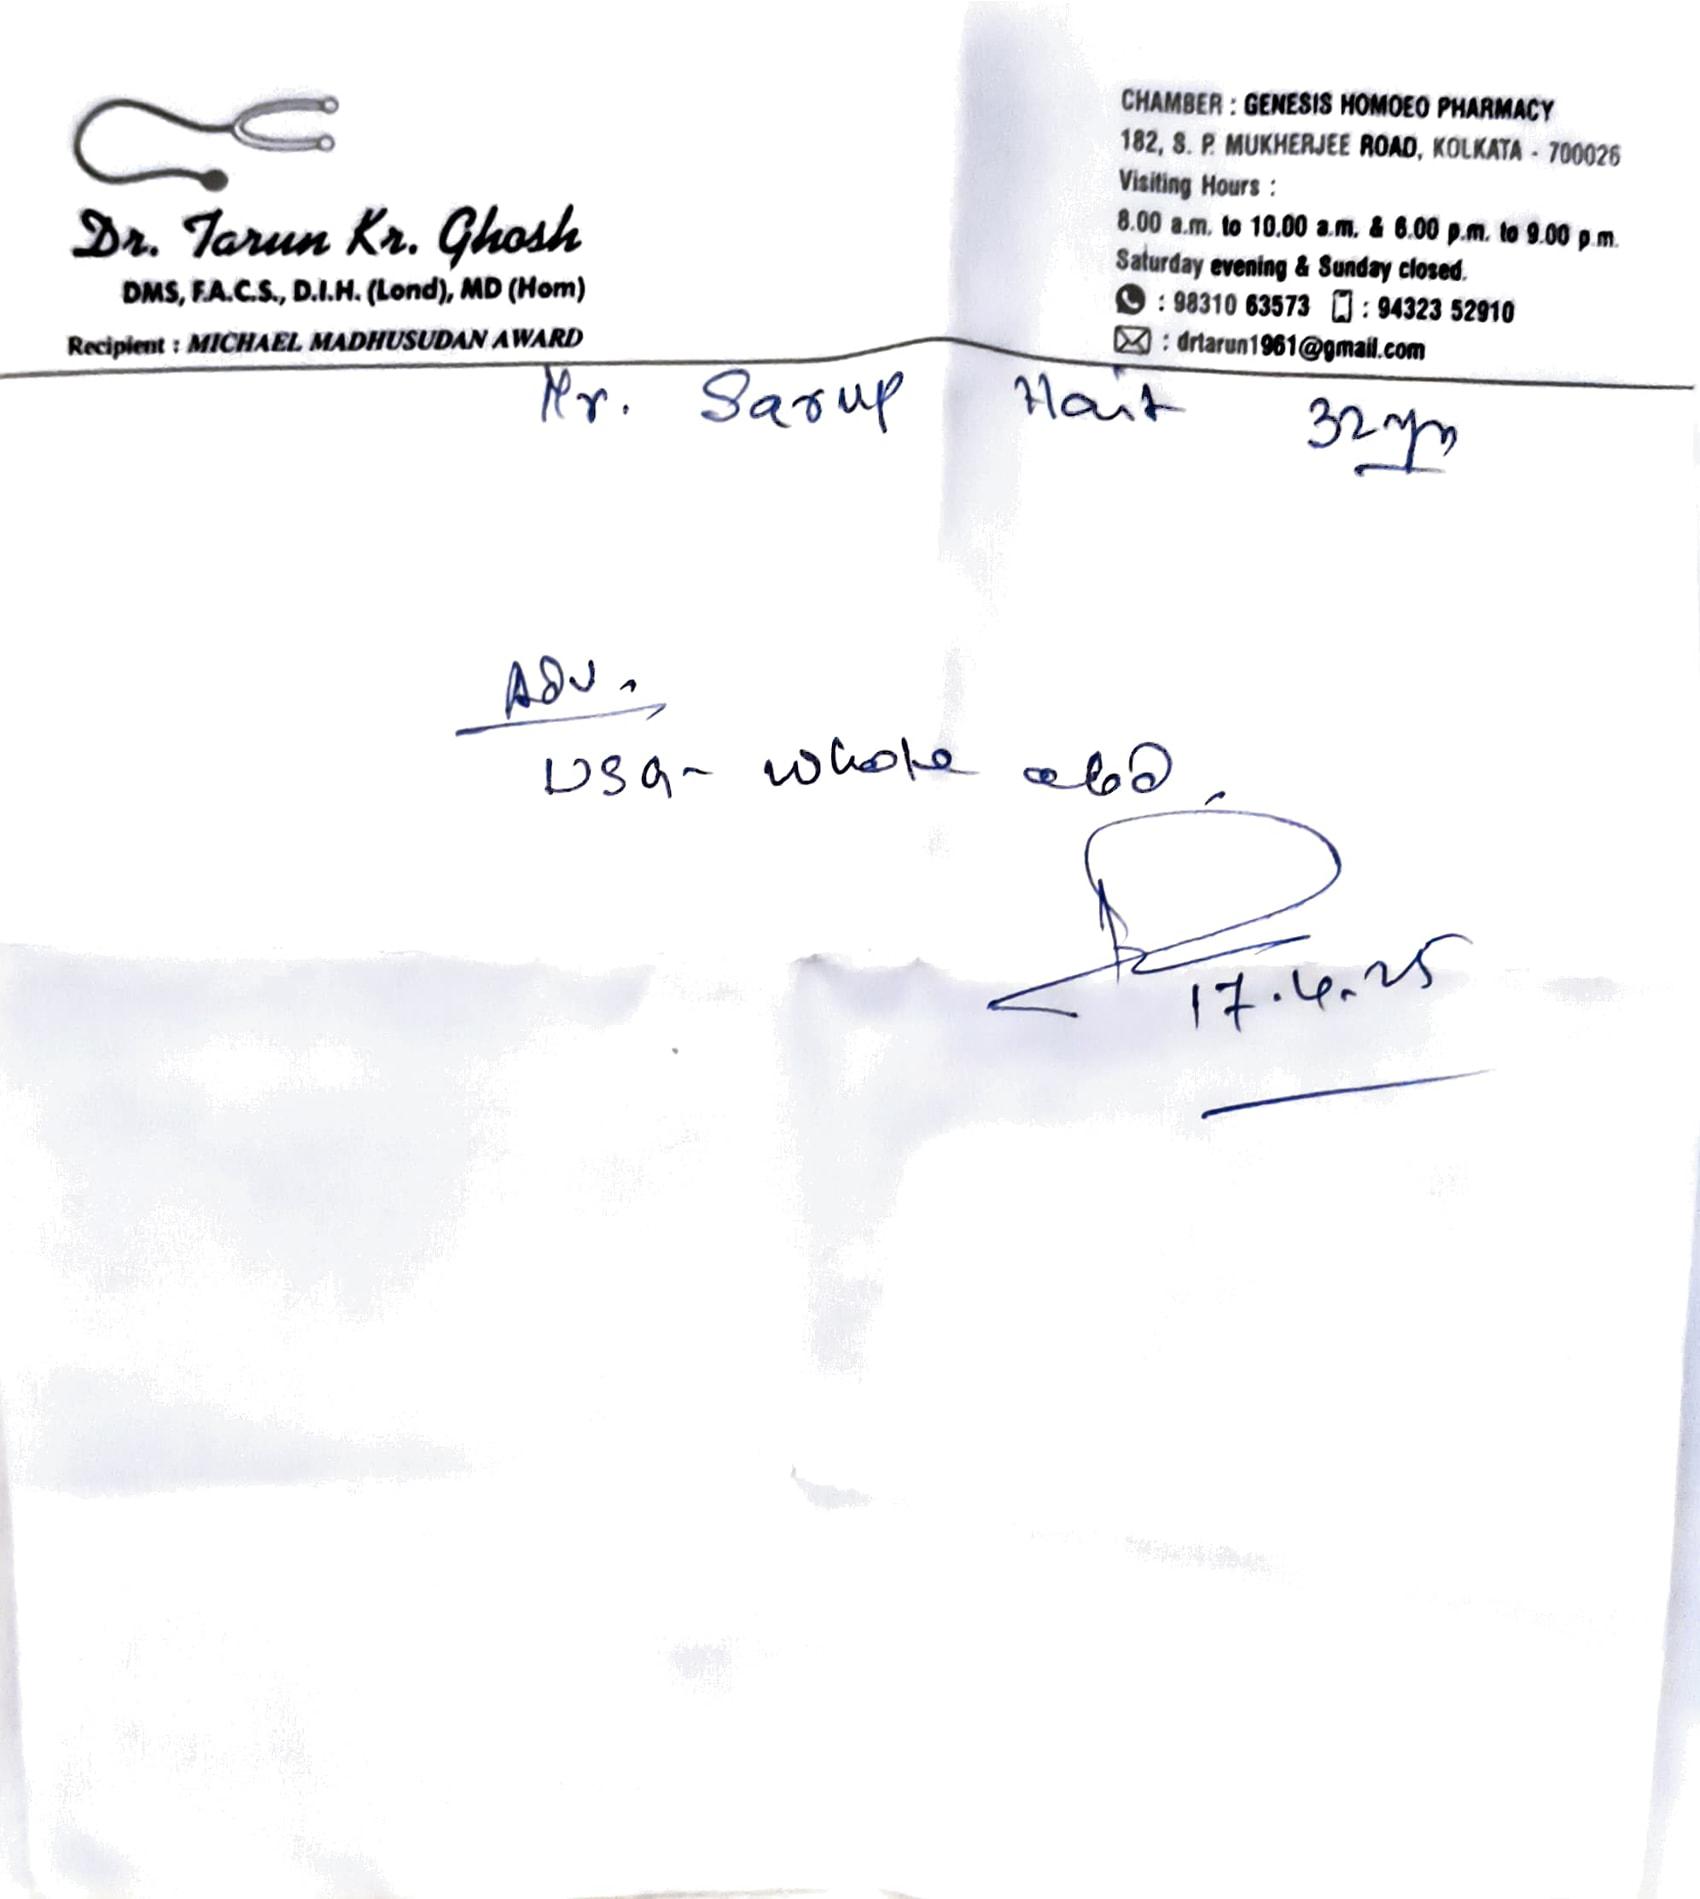 Dr. Tarun Kr. Ghosh
DMS, F.A.C.S., D.I.H. (Lond), MD (Hom)
Recipient : MICHAEL MADHUSUDAN AWARD
CHAMBER : GENESIS HOMOEO PHARMACY
182, S. P. MUKHERJEE ROAD, KOLKATA - 700026
Visiting Hours :
8.00 a.m. to 10.00 a.m. & 6.00 p.m. to 9.00 p.m.
Saturday evening & Sunday closed.
: 98310 63573 : 94323 52910
: drtarun1961@gmail.com
Mr. Sarup Hait 32 yrs
Adv.
USG- whole abd.
17.4.25